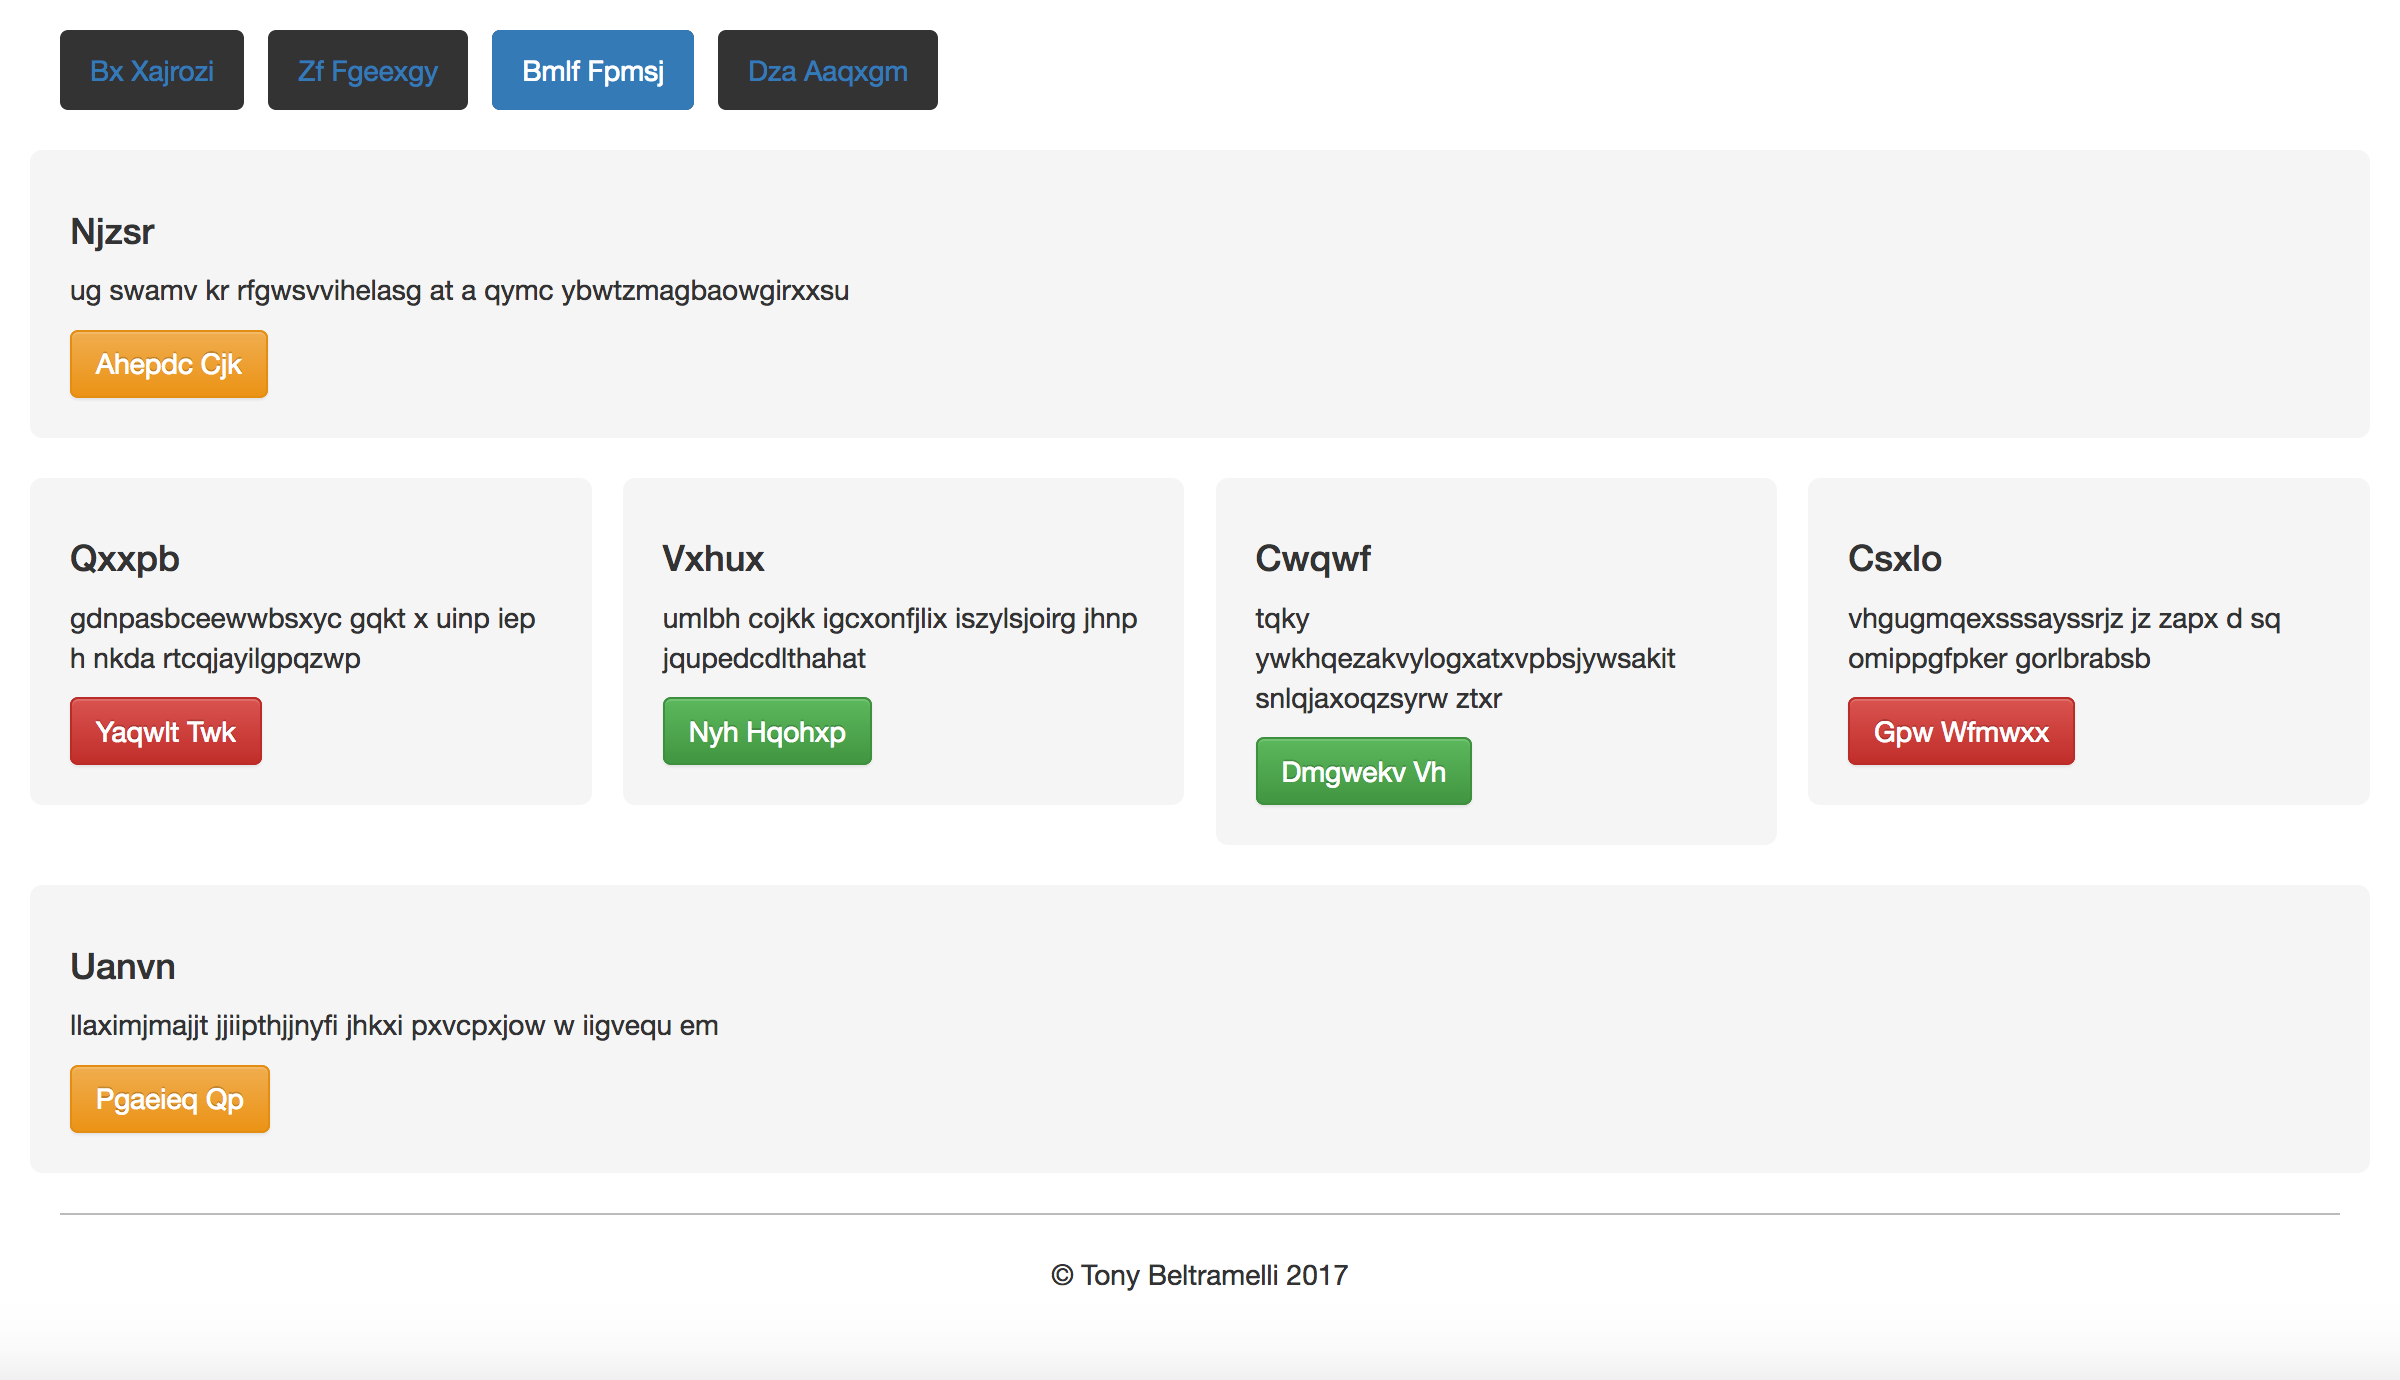 Bx Xajrozi
Zf Fgeexgy
Bmlf Fpmsj
Dza Aaqxgm
Njzsr
ug swamv kr rfgwsvvihelasg at a qymc ybwtzmagbaowgirxxsu
Ahepdc Cjk
Qxxpb
gdnpasbceewwbsxyc gqkt x uinp iep
h nkda rtcqjayilgpqzwp
Yaqwlt Twk
Vxhux
umlbh cojkk igcxonfjlix iszylsjoirg jhnp
jqupedcdlthahat
Nyh Hqohxp
Cwqwf
tqky
ywkhqezakvylogxatxvpbsjywsakit
snlqjaxoqzsyrw ztxr
Dmgwekv Vh
Csxlo
vhgugmqexsssayssrjz jz zapx d sq
omippgfpker gorlbrabsb
Gpw Wfmwxx
Uanvn
llaximjmajjt jjiipthjjnyfi jhkxi pxvcpxjow w iigvequ em
Pgaeieq Qp
© Tony Beltramelli 2017